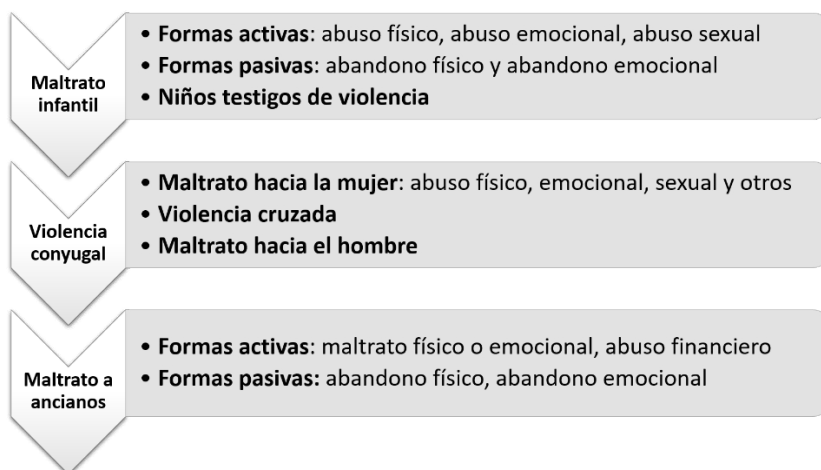 Maltrato
infantil
• Formas activas: abuso físico, abuso emocional, abuso sexual
• Formas pasivas: abandono físico y abandono emocional
• Niños testigos de violencia
Violencia
conyugal
• Maltrato hacia la mujer: abuso físico, emocional, sexual y otros
• Violencia cruzada
• Maltrato hacia el hombre
Maltrato a
ancianos
• Formas activas: maltrato físico o emocional, abuso financiero
• Formas pasivas: abandono físico, abandono emocional